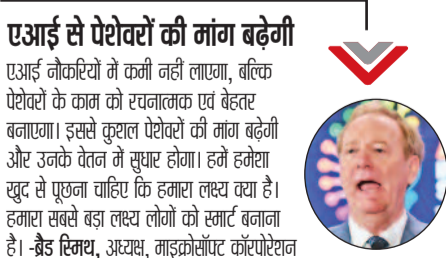 एआई से पेशेवरों की मांग बढ़ेगी
एआई नौकरियों में कमी नहीं लाएगा, बल्कि
पेशेवरों के काम को रचनात्मक एवं बेहतर
बनाएगा। इससे कुशल पेशेवरों की मांग बढ़ेगी
और उनके वेतन में सुधार होगा। हमें हमेशा
खुद से पूछना चाहिए कि हमारा लक्ष्य क्या है।
हमारा सबसे बड़ा लक्ष्य लोगों को स्मार्ट बनाना
है। -ब्रैड स्मिथ, अध्यक्ष, माइक्रोसॉफ्ट कॉरपोरेशन